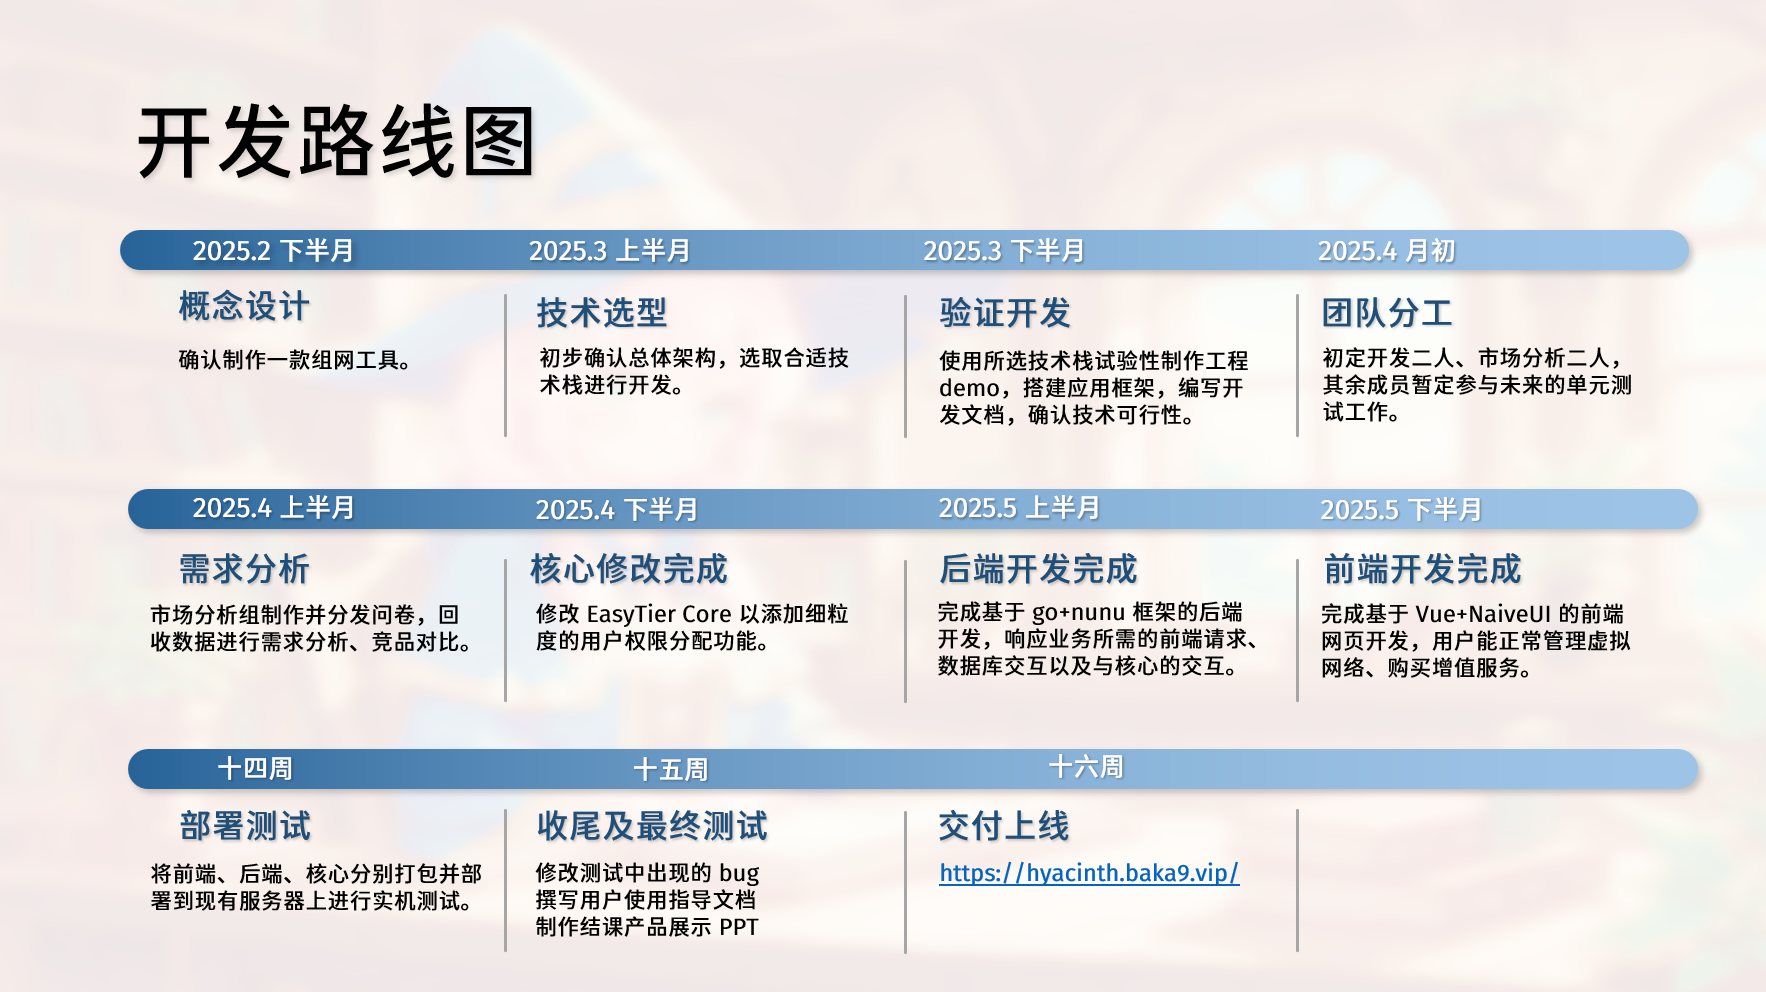 开发路线图
2025.2 下半月
2025.3 上半月
2025.3 下半月
2025.4 月初
概念设计
确认制作一款组网工具。
技术选型
初步确认总体架构，选取合适技
术栈进行开发。
验证开发
使用所选技术栈试验性制作工程
demo，搭建应用框架，编写开
发文档，确认技术可行性。
团队分工
初定开发二人、市场分析二人，
其余成员暂定参与未来的单元测
试工作。
2025.4 上半月
2025.4 下半月
2025.5 上半月
2025.5 下半月
需求分析
市场分析组制作并分发问卷，回
收数据进行需求分析、竞品对比。
核心修改完成
修改 EasyTier Core 以添加细粒
度的用户权限分配功能。
后端开发完成
完成基于 go+nunu 框架的后端
开发，响应业务所需的前端请求、
数据库交互以及与核心的交互。
前端开发完成
完成基于 Vue+NaiveUI 的前端
网页开发，用户能正常管理虚拟
网络、购买增值服务。
十四周
十五周
十六周
部署测试
将前端、后端、核心分别打包并部
署到现有服务器上进行实机测试。
收尾及最终测试
修改测试中出现的 bug
撰写用户使用指导文档
制作结课产品展示 PPT
交付上线
https://hyacinth.baka9.vip/